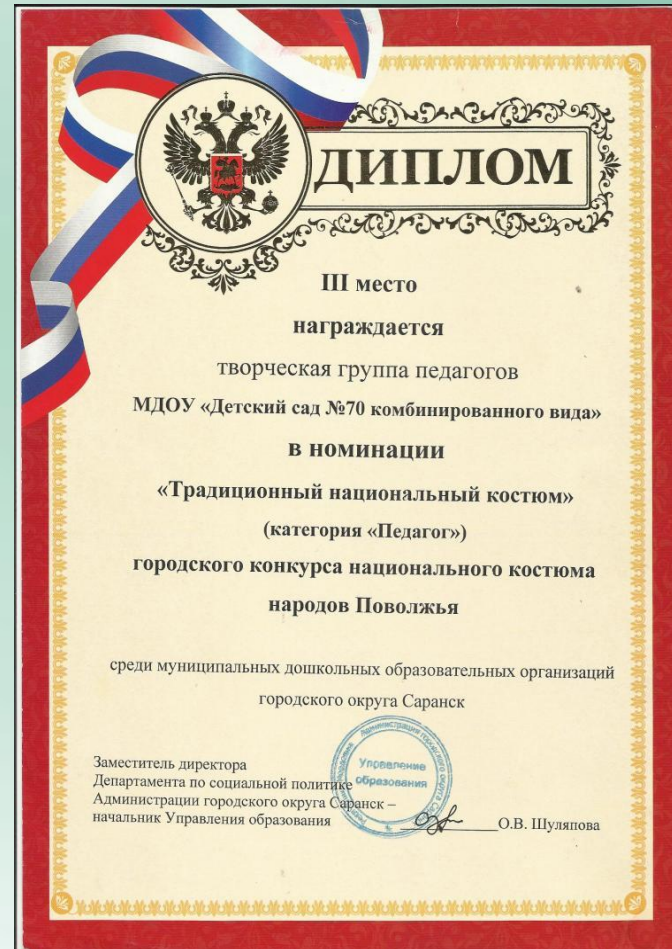 ДИПЛОМ
III место
награждается
творческая группа педагогов
МДОУ «Детский сад №70 комбинированного вида»
в номинации
«Традиционный национальный костюм»
(категория «Педагог»)
городского конкурса национального костюма
народов Поволжья
среди муниципальных дошкольных образовательных организаций
городского округа Саранск
Заместитель директора
Департамента по социальной политике
Администрации городского округа Саранск –
начальник Управления образования
О.В. Шуляпова
Управление
образования